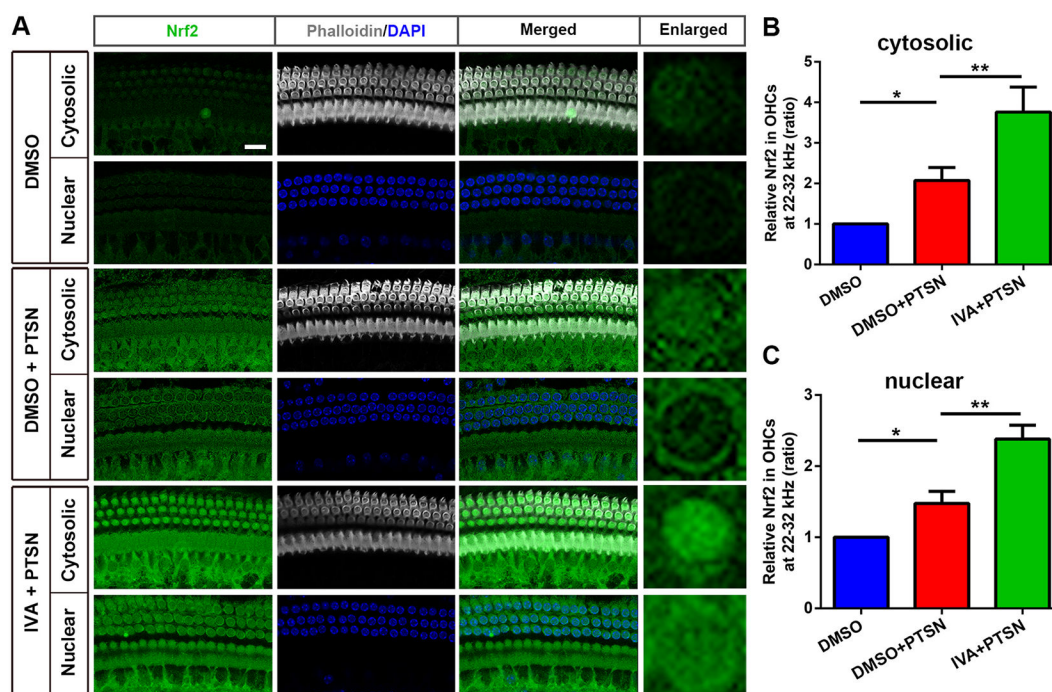 A
Nrf2
Phalloidin/DAPI
Merged
Enlarged
DMSO
Cytosolic
Nuclear
DMSO + PTSN
Cytosolic
Nuclear
IVA + PTSN
Cytosolic
Nuclear
B
cytosolic
Relative Nrf2 in OHCs
at 22-32 kHz (ratio)
5
4
3
2
1
0
*
**
DMSO
DMSO+PTSN
IVA+PTSN
C
nuclear
Relative Nrf2 in OHCs
at 22-32 kHz (ratio)
3
2
1
0
*
**
DMSO
DMSO+PTSN
IVA+PTSN